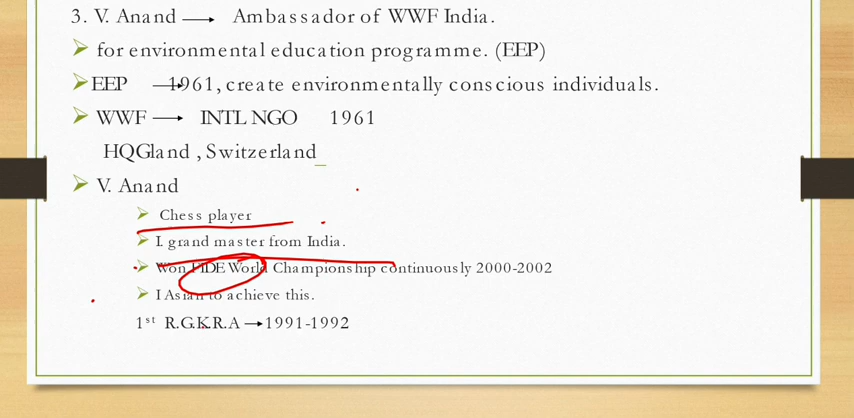 3. V. Anand → Ambassador of WWF India.
for environmental education programme. (EEP)
EEP → 1961, create environmentally conscious individuals.
WWF → INTL NGO 1961
HQGland , Switzerland
V. Anand
Chess player
I. grand master from India.
Won FIDE World Championship continuously 2000-2002
I Asian to achieve this.
1st R.G.K.R.A → 1991-1992